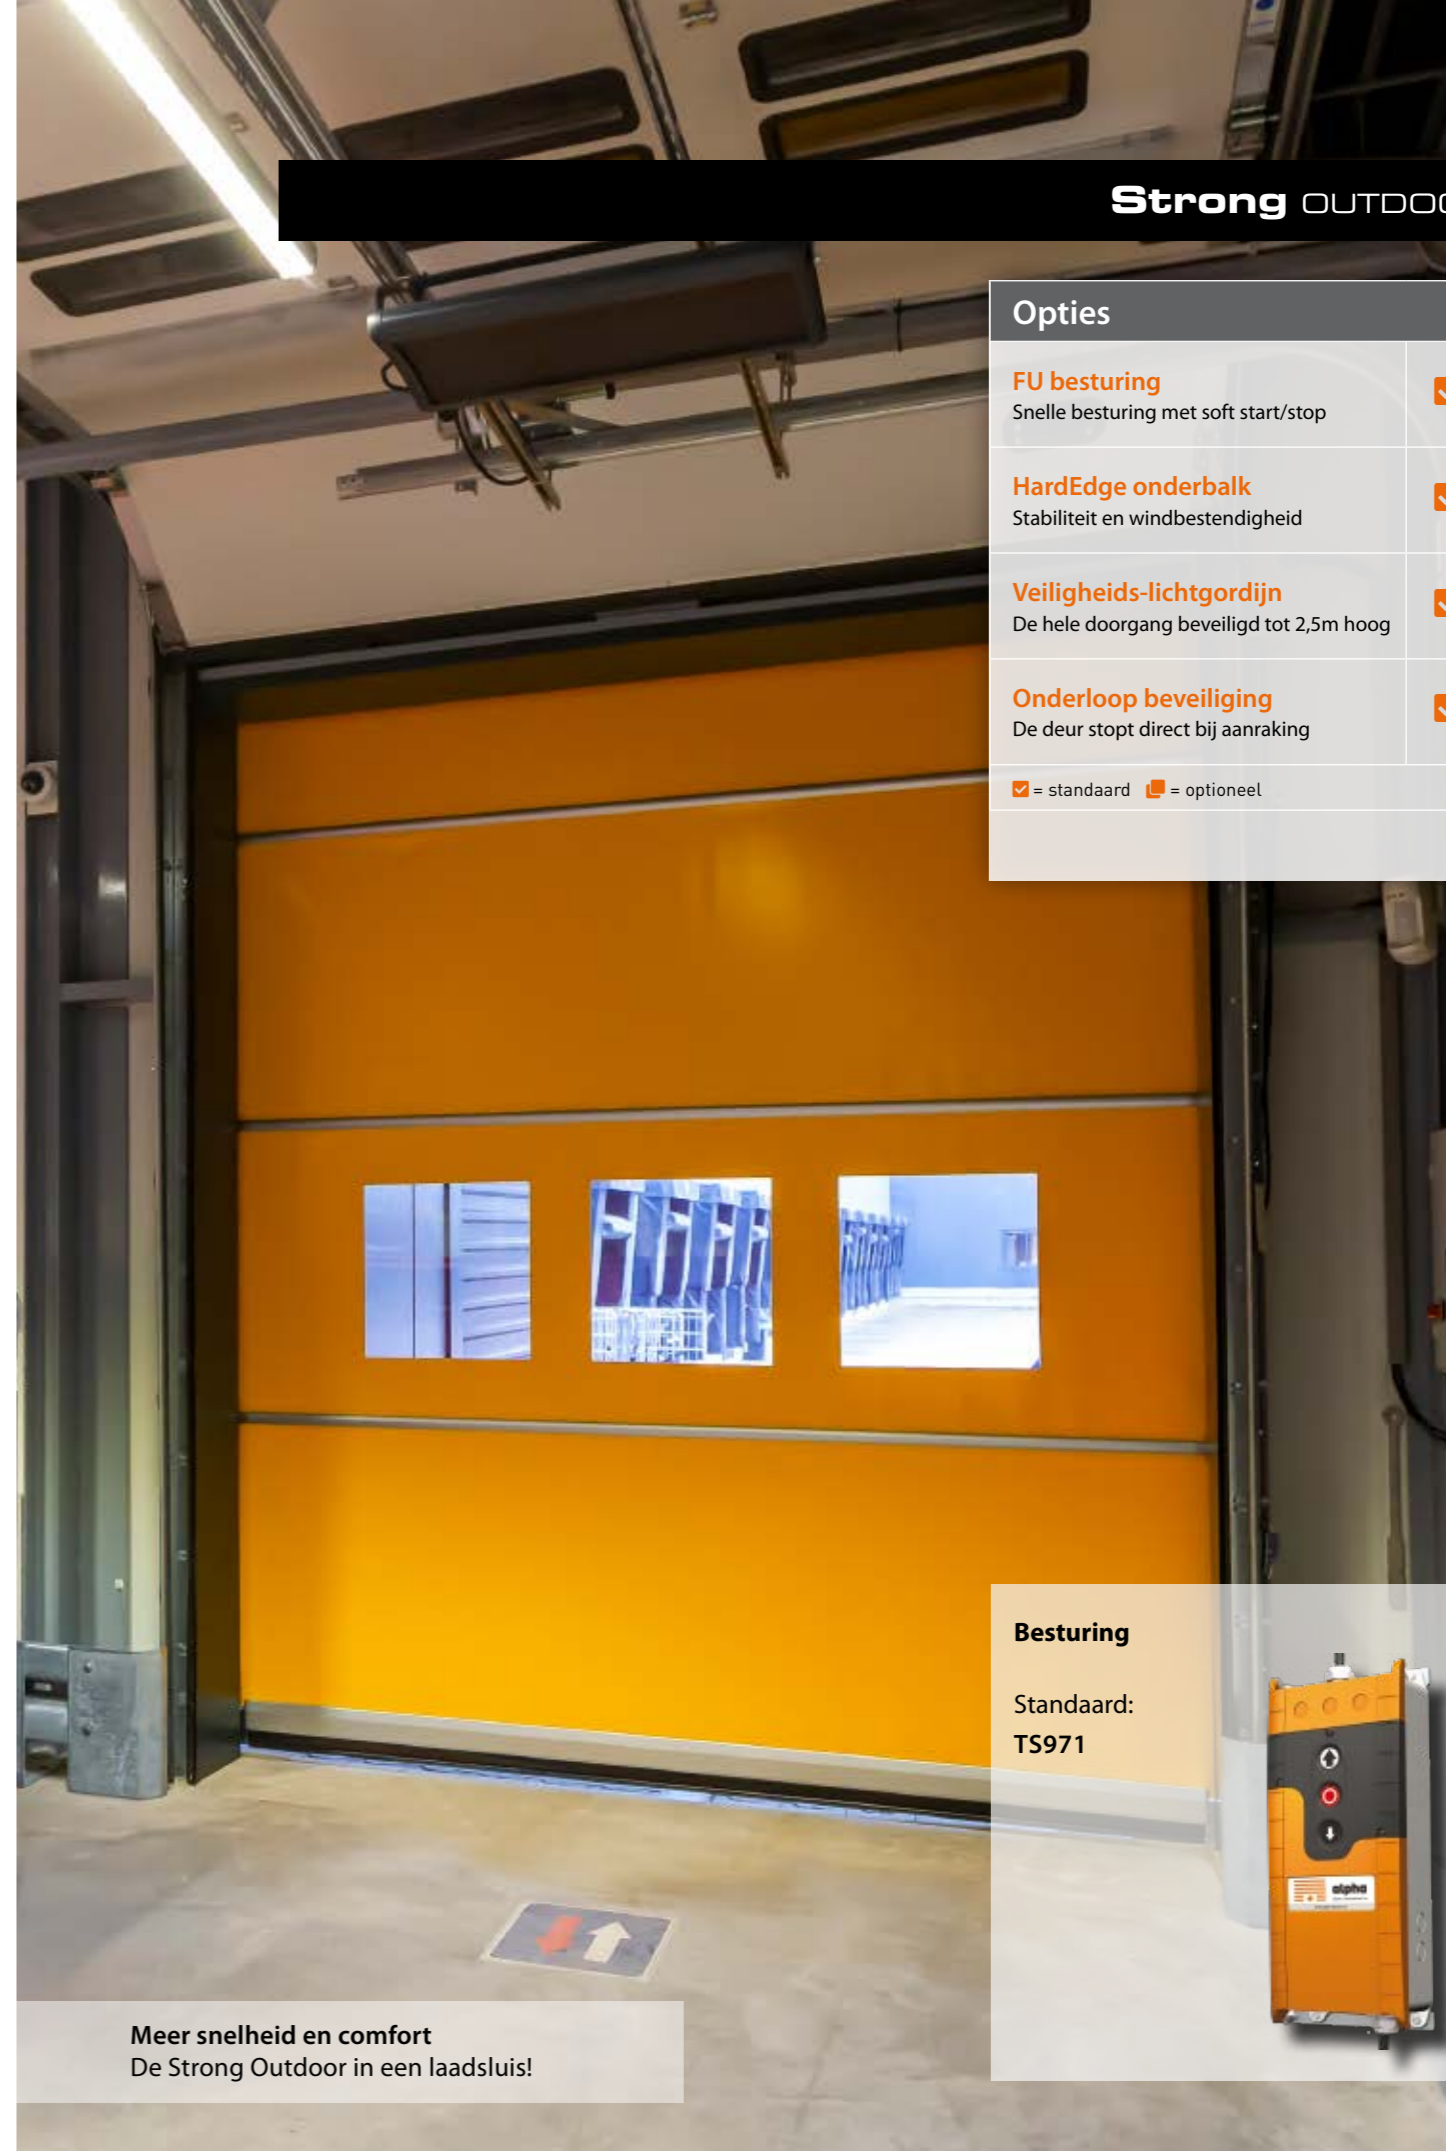 Strong OUTDOO
Opties
FU besturing
Snelle besturing met soft start/stop
HardEdge onderbalk
Stabiliteit en windbestendigheid
Veiligheids-lichtgordijn
De hele doorgang beveiligd tot 2,5m hoog
Onderloop beveiliging
De deur stopt direct bij aanraking
= standaard = optioneel
Besturing
Standaard:
TS971
alpha
Meer snelheid en comfort
De Strong Outdoor in een laadsluis!